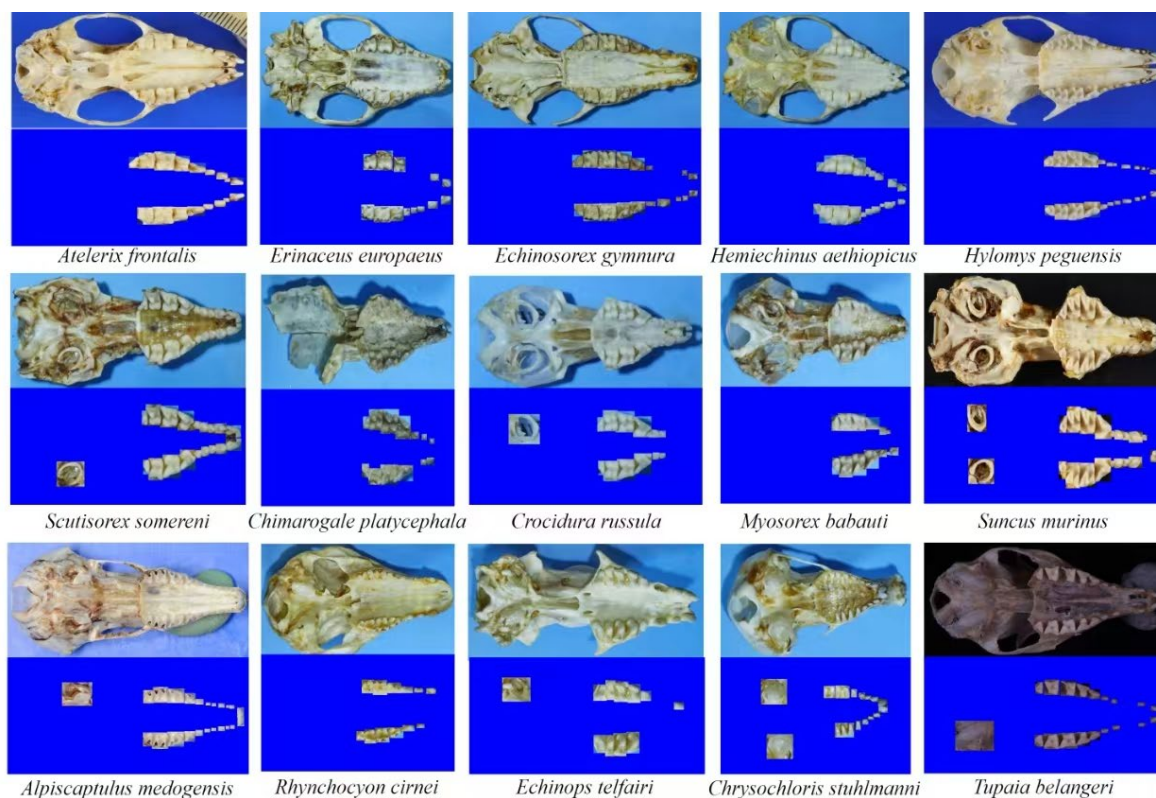 Atelerix frontalis Erinaceus europaeus Echinosorex gymnura Hemiechinus aethiopicus Hylomys peguensis
Scutisorex somereni Chimarogale platycephala Crocidura russula Myosorex babauti Suncus murinus
Alpiscaptulus medogensis Rhynchocyon cirnei Echinops telfairi Chrysochloris stuhlmanni Tupaia belangeri